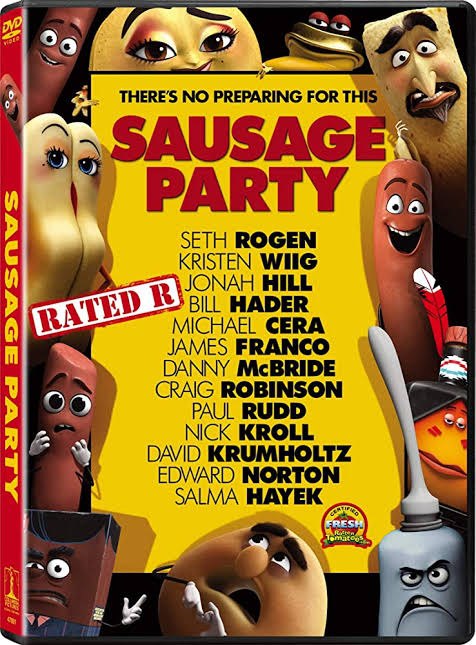 DVD
VIDEO
SAUSAGE PARTY
THERE'S NO PREPARING FOR THIS
SAUSAGE
PARTY
SETH ROGEN
KRISTEN WIIG
JONAH HILL
RATED R
BILL HADER
MICHAEL CERA
JAMES FRANCO
DANNY McBRIDE
CRAIG ROBINSON
PAUL RUDD
NICK KROLL
DAVID KRUMHOLTZ
EDWARD NORTON
SALMA HAYEK
CERTIFIED
FRESH
Rotten
Tomatoes